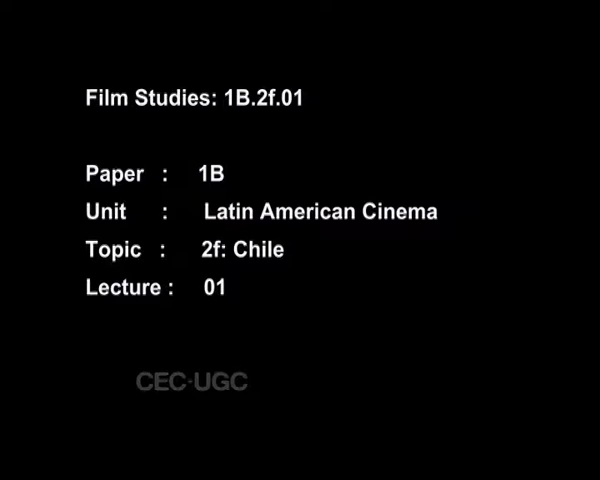 Film Studies: 1B.2f.01
Paper : 1B
Unit : Latin American Cinema
Topic : 2f: Chile
Lecture : 01
CEC-UGC